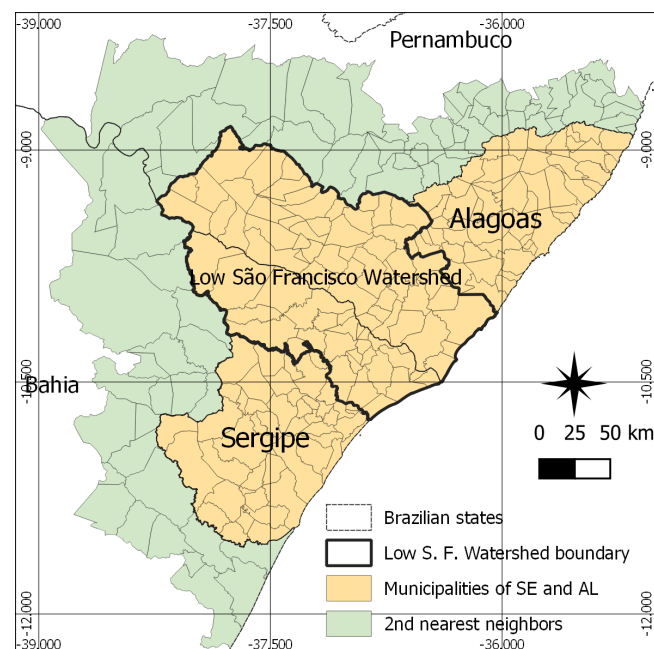 -39.000
-37.500
-36.000
Pernambuco
-9.000
-9.000
Alagoas
Low São Francisco Watershed
-10.500
-10.500
Bahia
Sergipe
0 25 50 km
Brazilian states
Low S. F. Watershed boundary
Municipalities of SE and AL
2nd nearest neighbors
-12.000
-12.000
-39.000
-37.500
-36.000